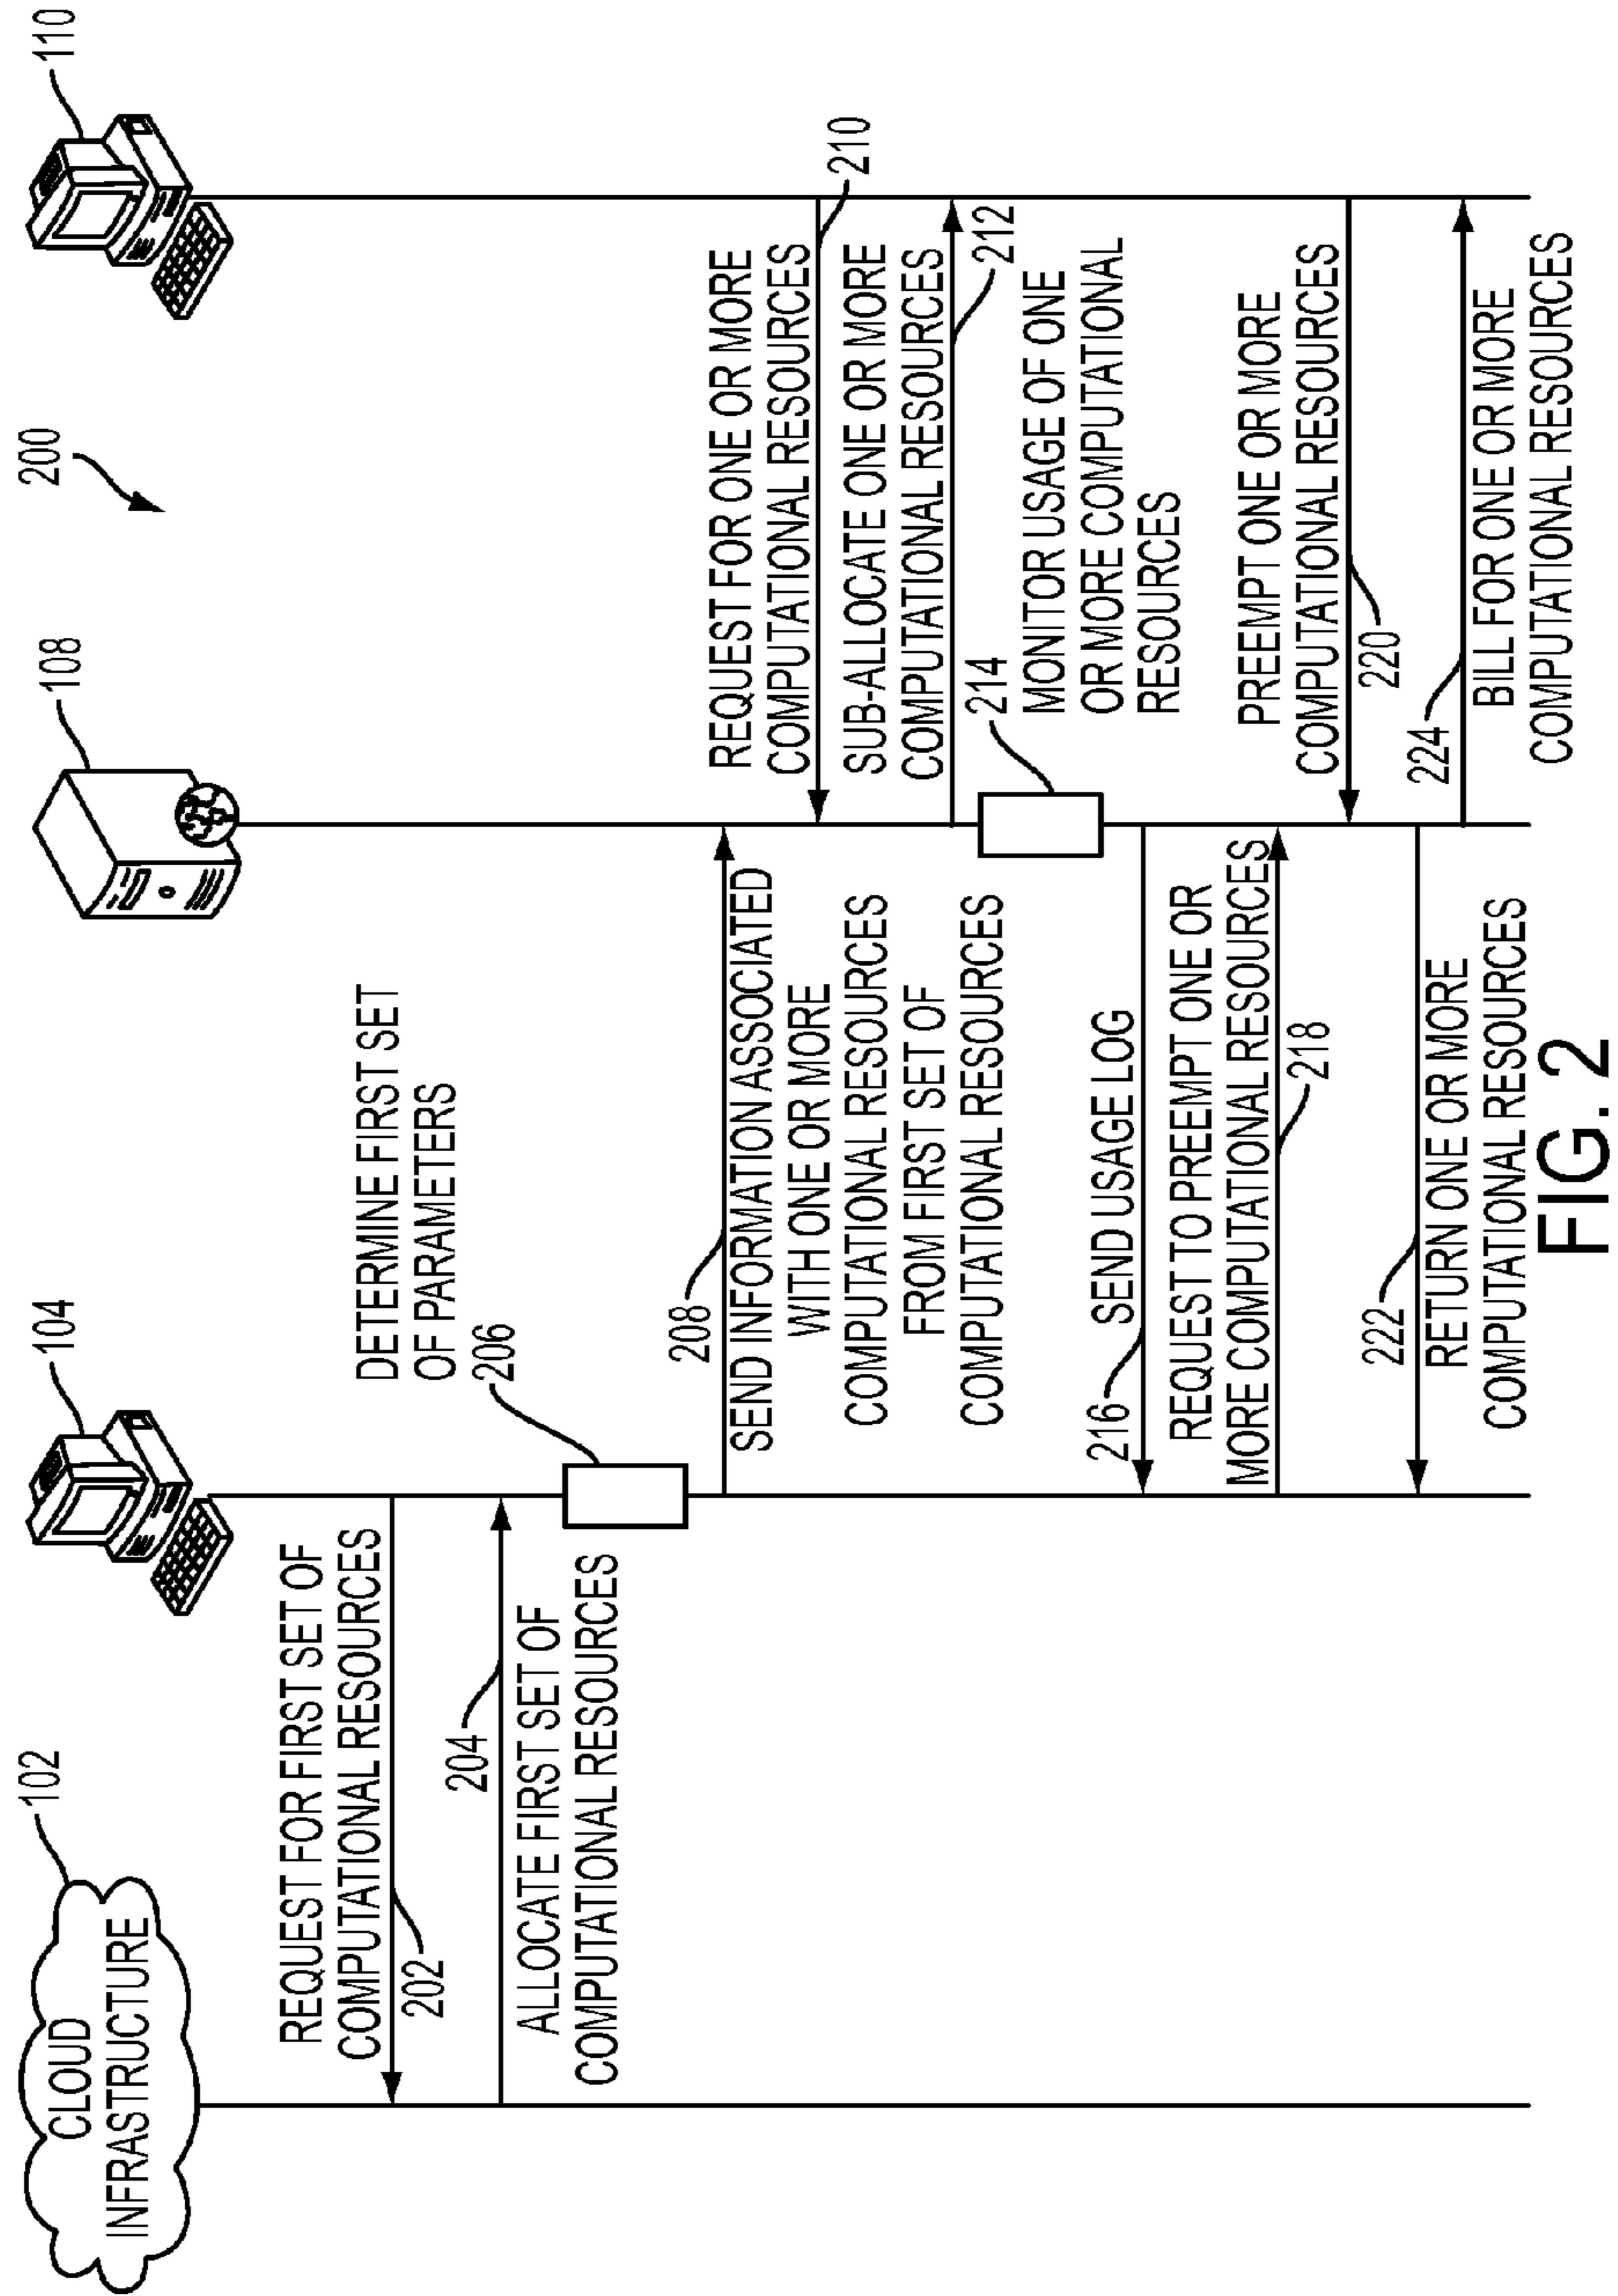 200
CLOUD
INFRASTRUCTURE
102
104
108
110
REQUEST FOR FIRST SET OF
COMPUTATIONAL RESOURCES
202
204
ALLOCATE FIRST SET OF
COMPUTATIONAL RESOURCES
DETERMINE FIRST SET
OF PARAMETERS
206
208
SEND INFORMATION ASSOCIATED
WITH ONE OR MORE
COMPUTATIONAL RESOURCES
FROM FIRST SET OF
COMPUTATIONAL RESOURCES
REQUEST FOR ONE OR MORE
COMPUTATIONAL RESOURCES
210
SUB-ALLOCATE ONE OR MORE
COMPUTATIONAL RESOURCES
212
214
MONITOR USAGE OF ONE
OR MORE COMPUTATIONAL
RESOURCES
216
SEND USAGE LOG
REQUEST TO PREEMPT ONE OR
MORE COMPUTATIONAL RESOURCES
218
PREEMPT ONE OR MORE
COMPUTATIONAL RESOURCES
220
222
RETURN ONE OR MORE
COMPUTATIONAL RESOURCES
224
BILL FOR ONE OR MORE
COMPUTATIONAL RESOURCES
FIG. 2